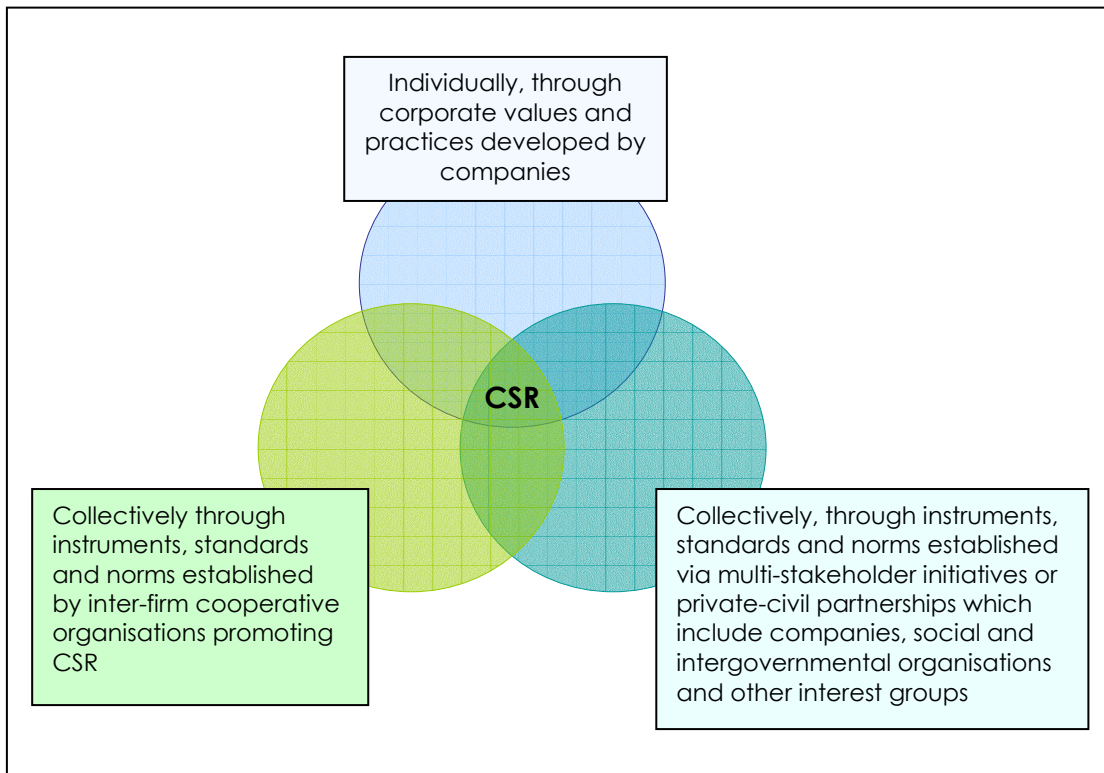 Individually, through
corporate values and
practices developed by
companies
CSR
Collectively through
instruments, standards
and norms established
by inter-firm cooperative
organisations promoting
CSR
Collectively, through instruments,
standards and norms established
via multi-stakeholder initiatives or
private-civil partnerships which
include companies, social and
intergovernmental organisations
and other interest groups